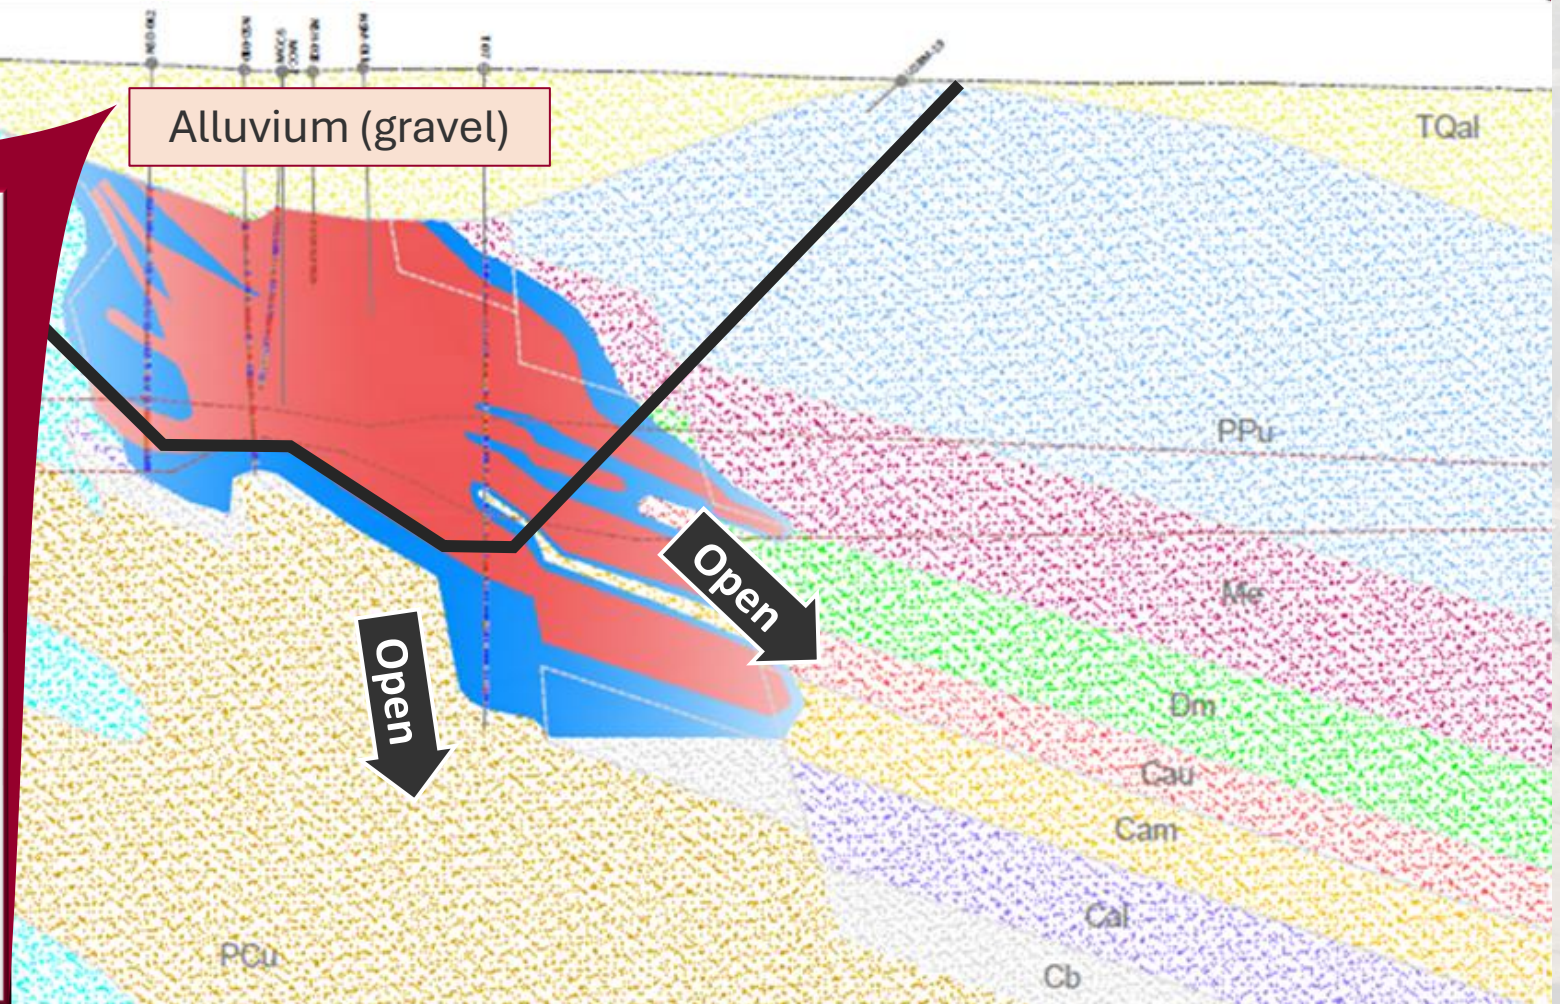 Alluvium (gravel)
TQal
PPu
Open
Me
Open
Dm
Cau
Cam
Cal
PCu
Cb